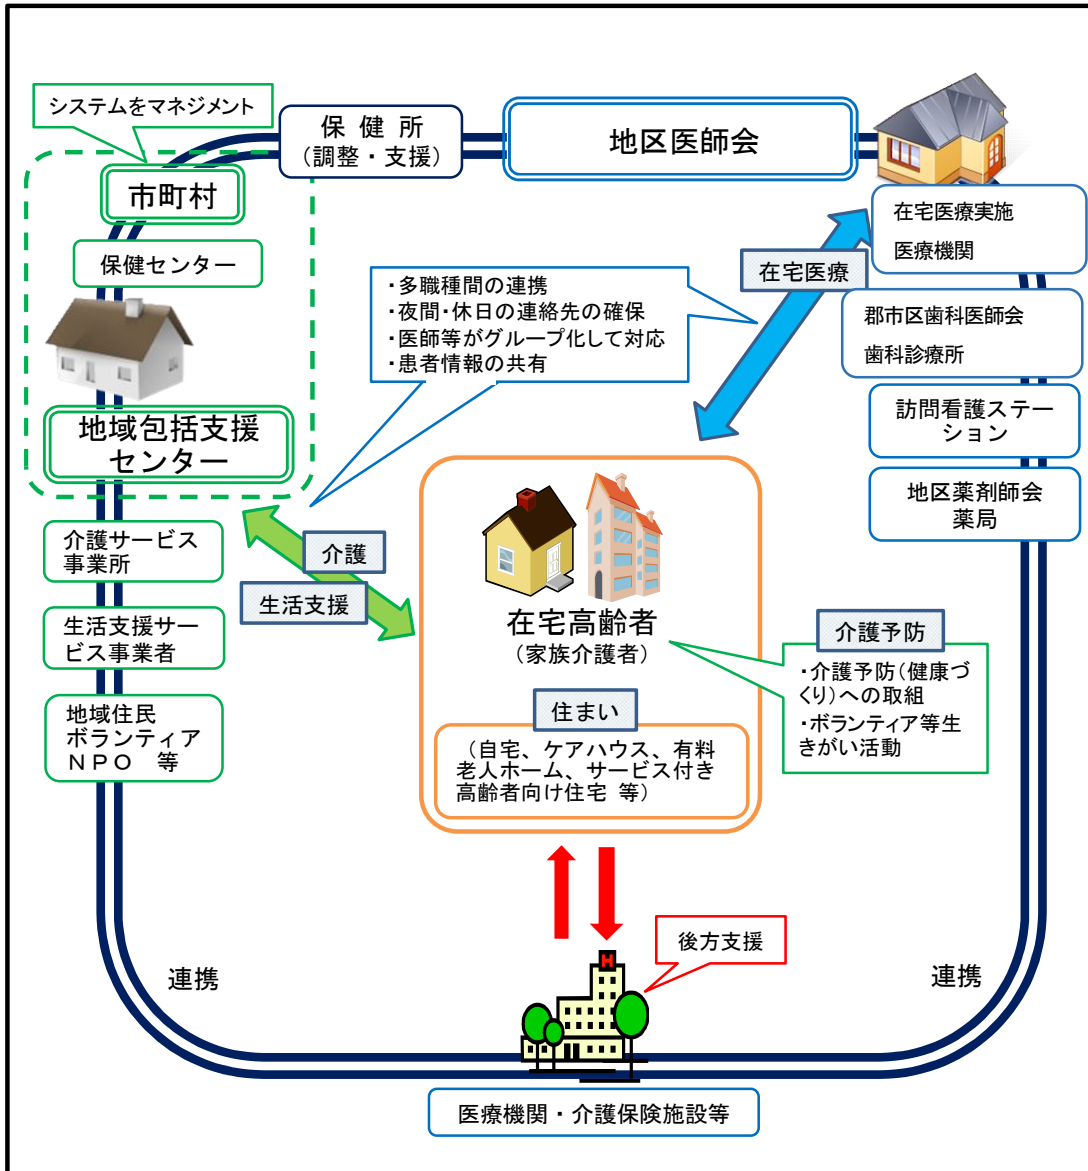 システムをマネジメント
保健所
（調整・支援）
地区医師会
市町村
保健センター
地域包括支援
センター
在宅医療実施
医療機関
在宅医療
・多職種間の連携
・夜間・休日の連絡先の確保
・医師等がグループ化して対応
・患者情報の共有
郡市区歯科医師会
歯科診療所
訪問看護ステー
ション
地区薬剤師会
薬局
介護サービス
事業所
介護
生活支援
生活支援サー
ビス事業者
地域住民
ボランティア
ＮＰＯ　等
在宅高齢者
（家族介護者）
住まい
（自宅、ケアハウス、有料
老人ホーム、サービス付き
高齢者向け住宅 等）
介護予防
・介護予防（健康づ
くり）への取組
・ボランティア等生
きがい活動
後方支援
H
連携
連携
医療機関・介護保険施設等